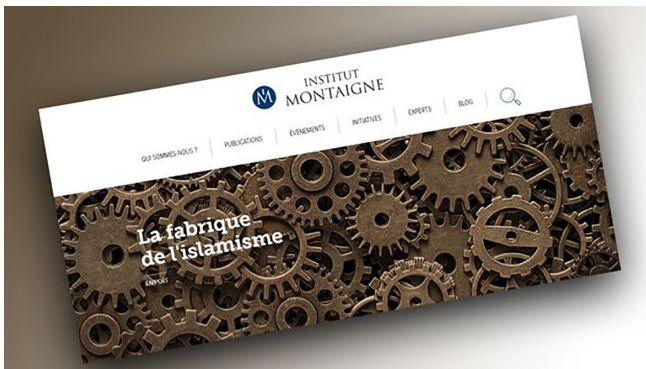 INSTITUT
MONTAIGNE
QUI SOMMES-NOUS ?
PUBLICATIONS
ÉVÉNEMENTS
INITIATIVES
EXPERTS
BLOG
La fabrique
de l'islamisme
RAPPORT